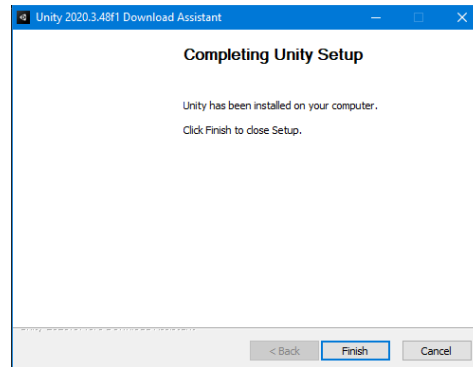 Unity 2020.3.48f1 Download Assistant
Completing Unity Setup
Unity has been installed on your computer.
Click Finish to close Setup.
< Back
Finish
Cancel